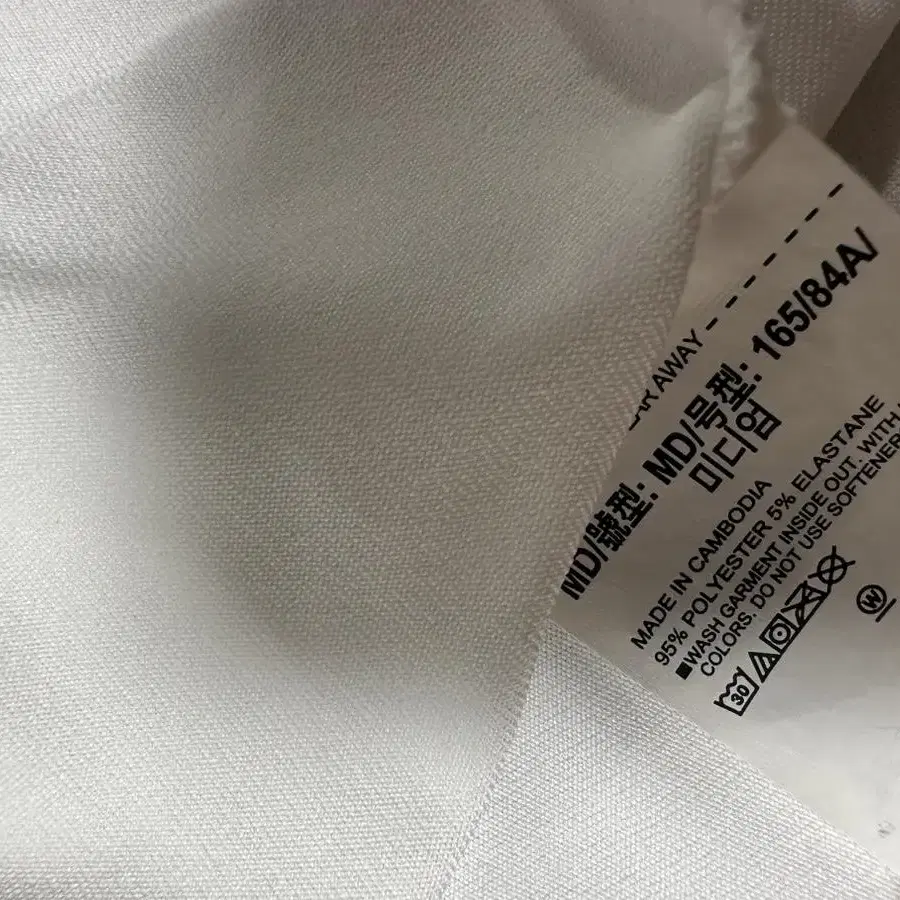 AWAY
MD/號型: MD/号型: 165/84A/
미디엄
MADE IN CAMBODIA
95% POLYESTER 5% ELASTANE
■WASH GARMENT INSIDE OUT. WITH
COLORS. DO NOT USE SOFTENER
30
W